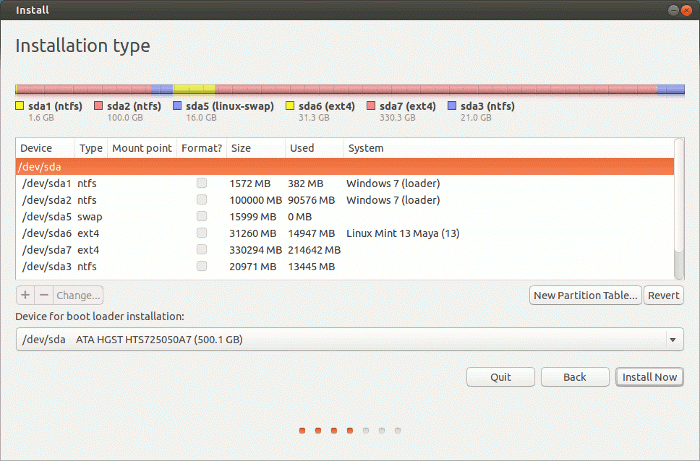 Install
Installation type
sda1 (ntfs) sda2 (ntfs) sda5 (linux-swap) sda6 (ext4) sda7 (ext4) sda3 (ntfs)
1.6 GB 100.0 GB 16.0 GB 31.3 GB 330.3 GB 21.0 GB
Device Type Mount point Format? Size Used System
/dev/sda
/dev/sda1 ntfs 1572 MB 382 MB Windows 7 (loader)
/dev/sda2 ntfs 100000 MB 90576 MB Windows 7 (loader)
/dev/sda5 swap 15999 MB 0 MB
/dev/sda6 ext4 31260 MB 14947 MB Linux Mint 13 Maya (13)
/dev/sda7 ext4 330294 MB 214642 MB
/dev/sda3 ntfs 20971 MB 13445 MB
+ − Change... New Partition Table... Revert
Device for boot loader installation:
/dev/sda ATA HGST HTS725050A7 (500.1 GB)
Quit Back Install Now